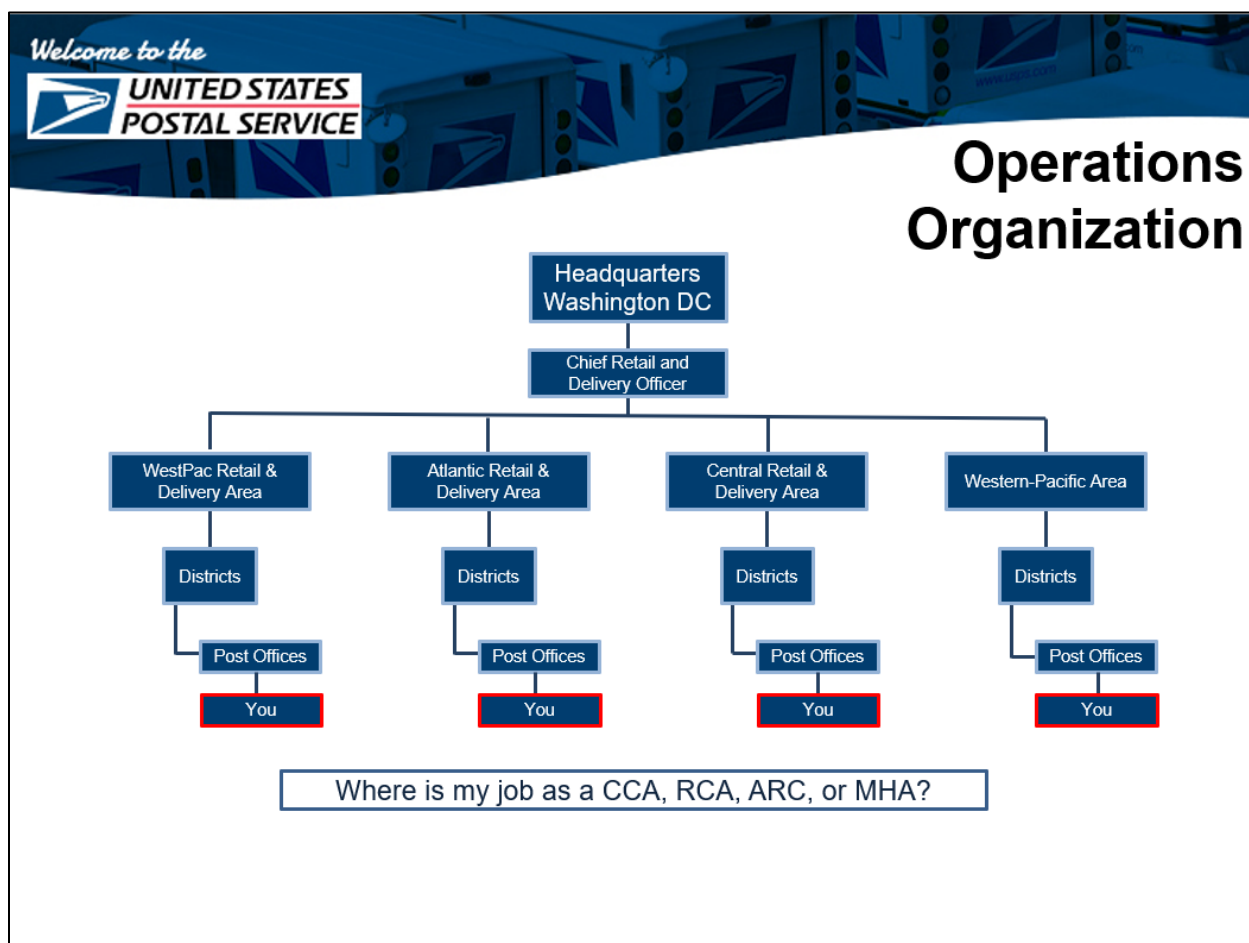 Welcome to the
UNITED STATES
POSTAL SERVICE
www.usps.com
Operations
Organization
Headquarters
Washington DC
Chief Retail and
Delivery Officer
WestPac Retail &
Delivery Area
Atlantic Retail &
Delivery Area
Central Retail &
Delivery Area
Western-Pacific Area
Districts
Districts
Districts
Districts
Post Offices
Post Offices
Post Offices
Post Offices
You
You
You
You
Where is my job as a CCA, RCA, ARC, or MHA?